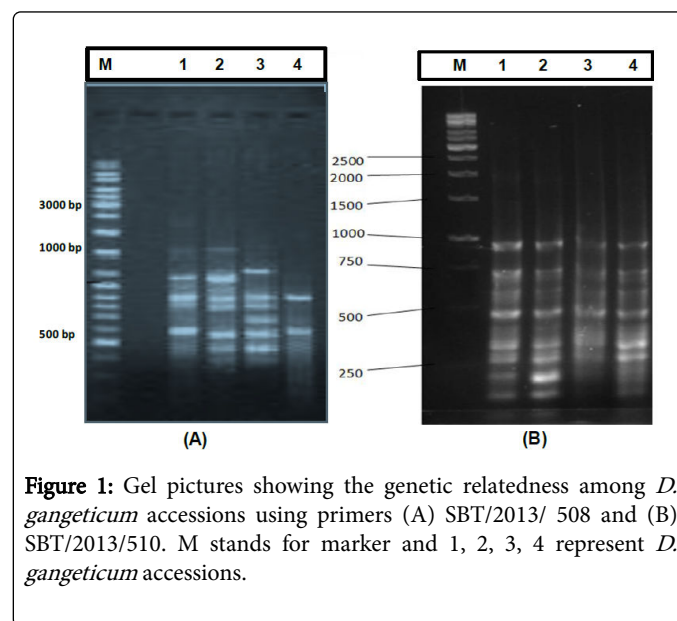 M 1 2 3 4
3000 bp
1000 bp
500 bp
(A)
M 1 2 3 4
2500
2000
1500
1000
750
500
250
(B)
Figure 1: Gel pictures showing the genetic relatedness among D.
gangeticum accessions using primers (A) SBT/2013/ 508 and (B)
SBT/2013/510. M stands for marker and 1, 2, 3, 4 represent D.
gangeticum accessions.